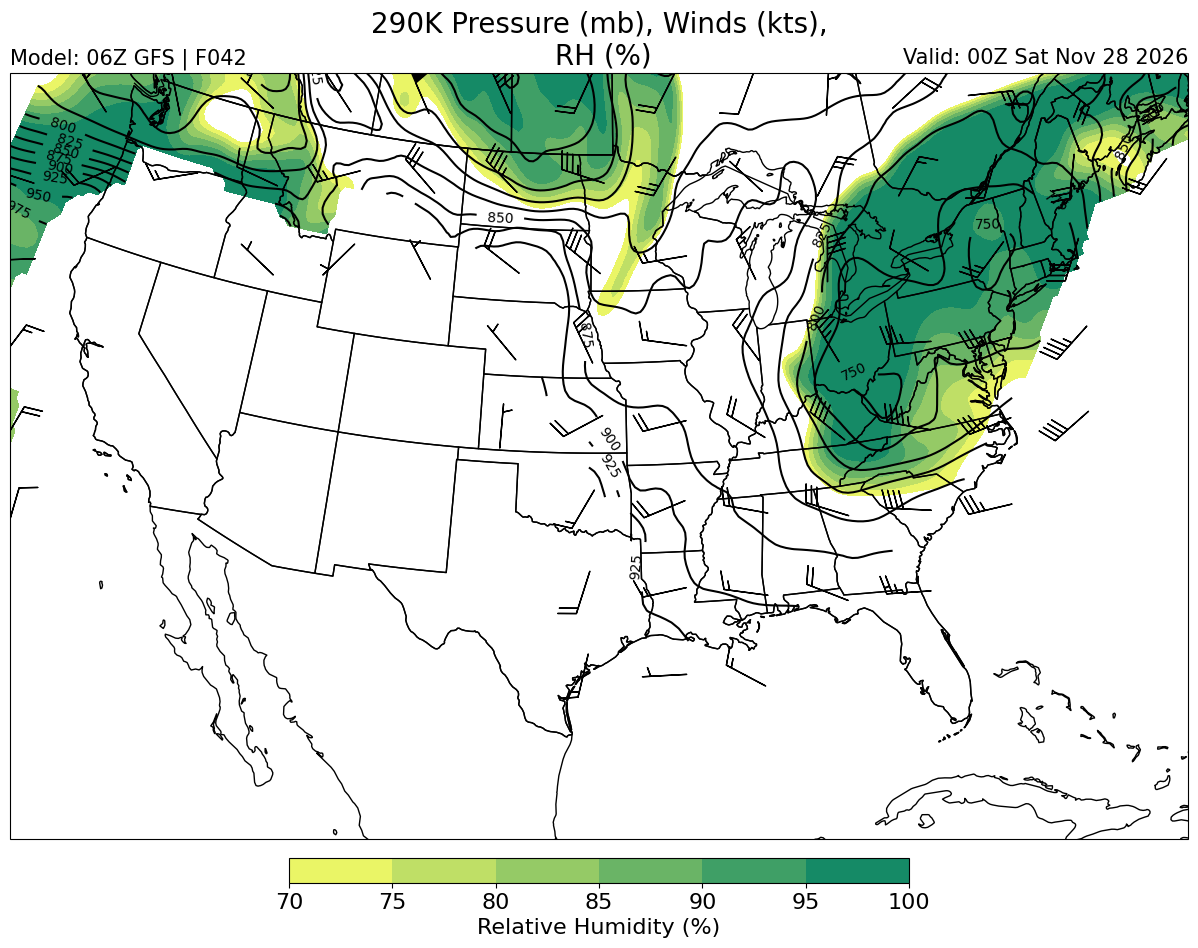 290K Pressure (mb), Winds (kts),
RH (%)
Model: 06Z GFS | F042
Valid: 00Z Sat Nov 28 2026
800
825
850
875
900
925
950
975
850
875
900
925
925
825
800
750
750
70 75 80 85 90 95 100
Relative Humidity (%)